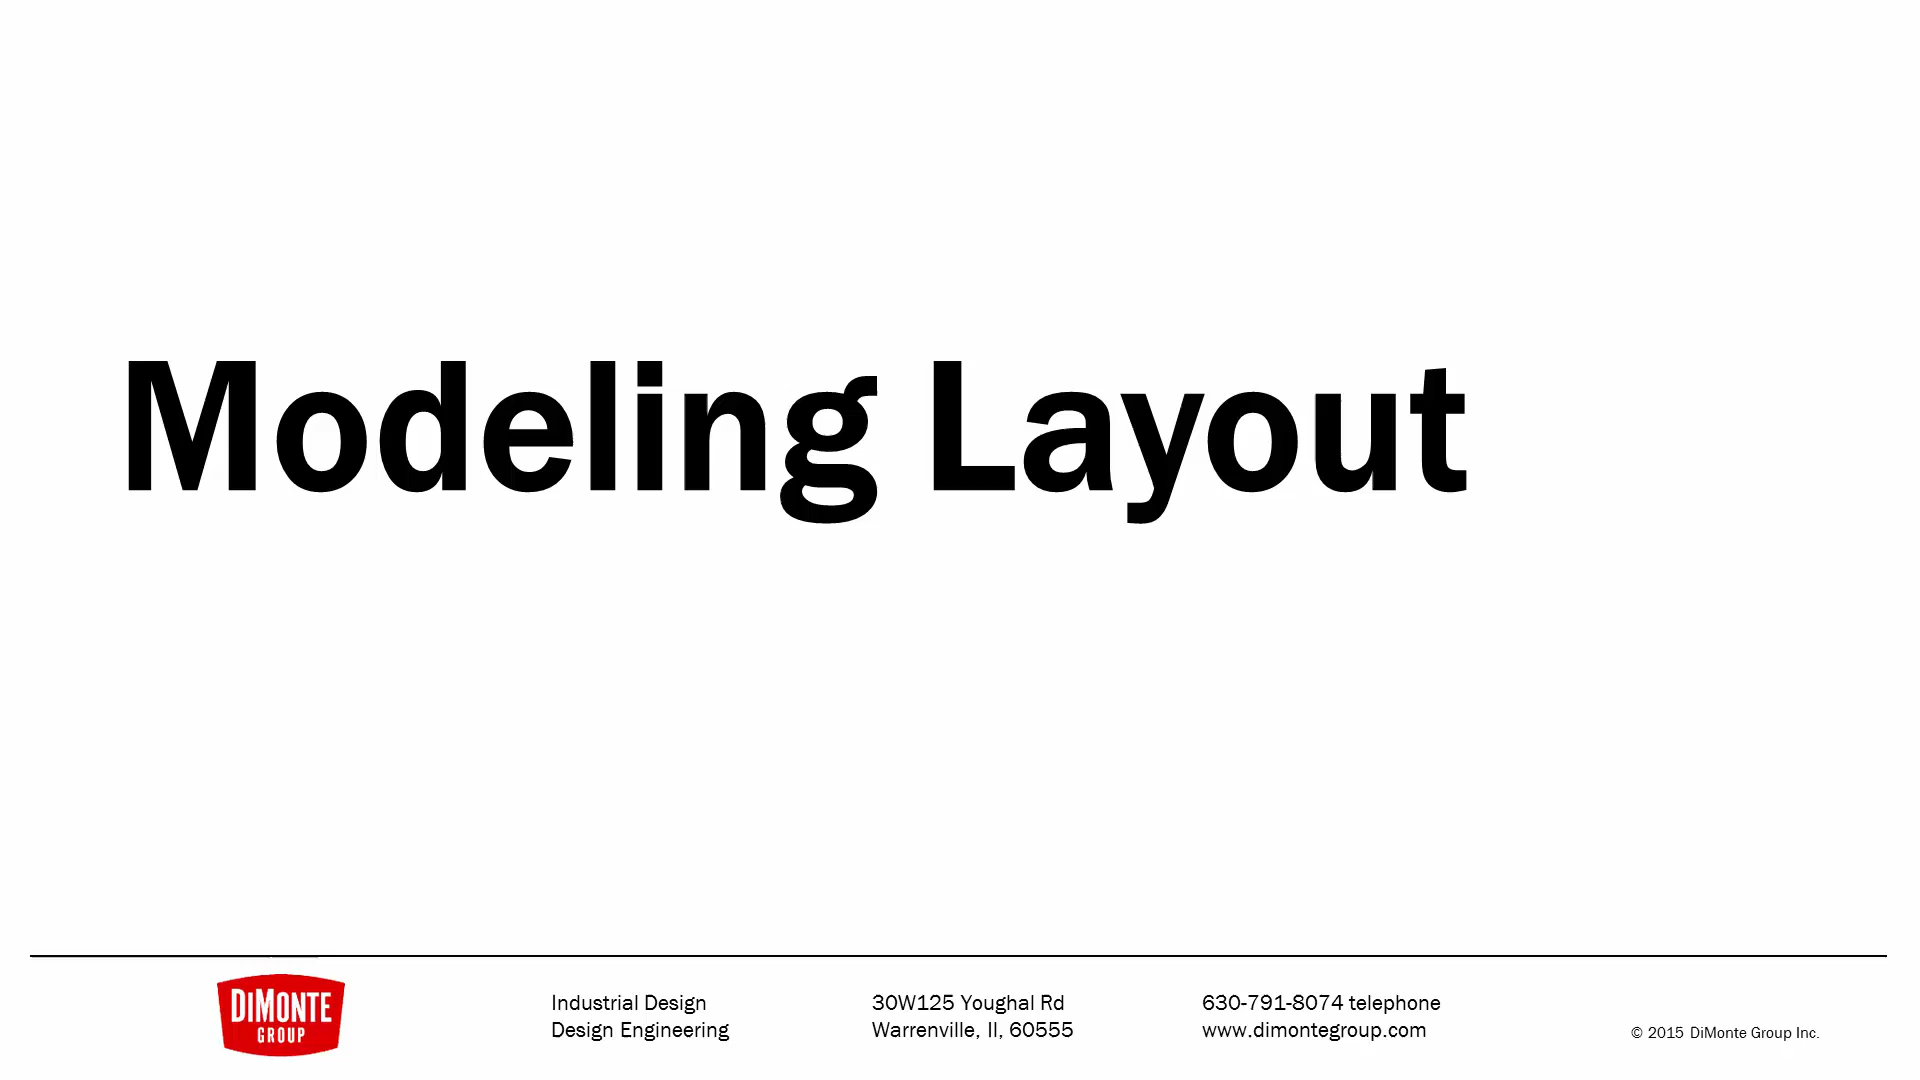 Modeling Layout
DIMONTE
GROUP
Industrial Design
Design Engineering
30W125 Youghal Rd
Warrenville, Il, 60555
630-791-8074 telephone
www.dimontegroup.com
© 2015 DiMonte Group Inc.